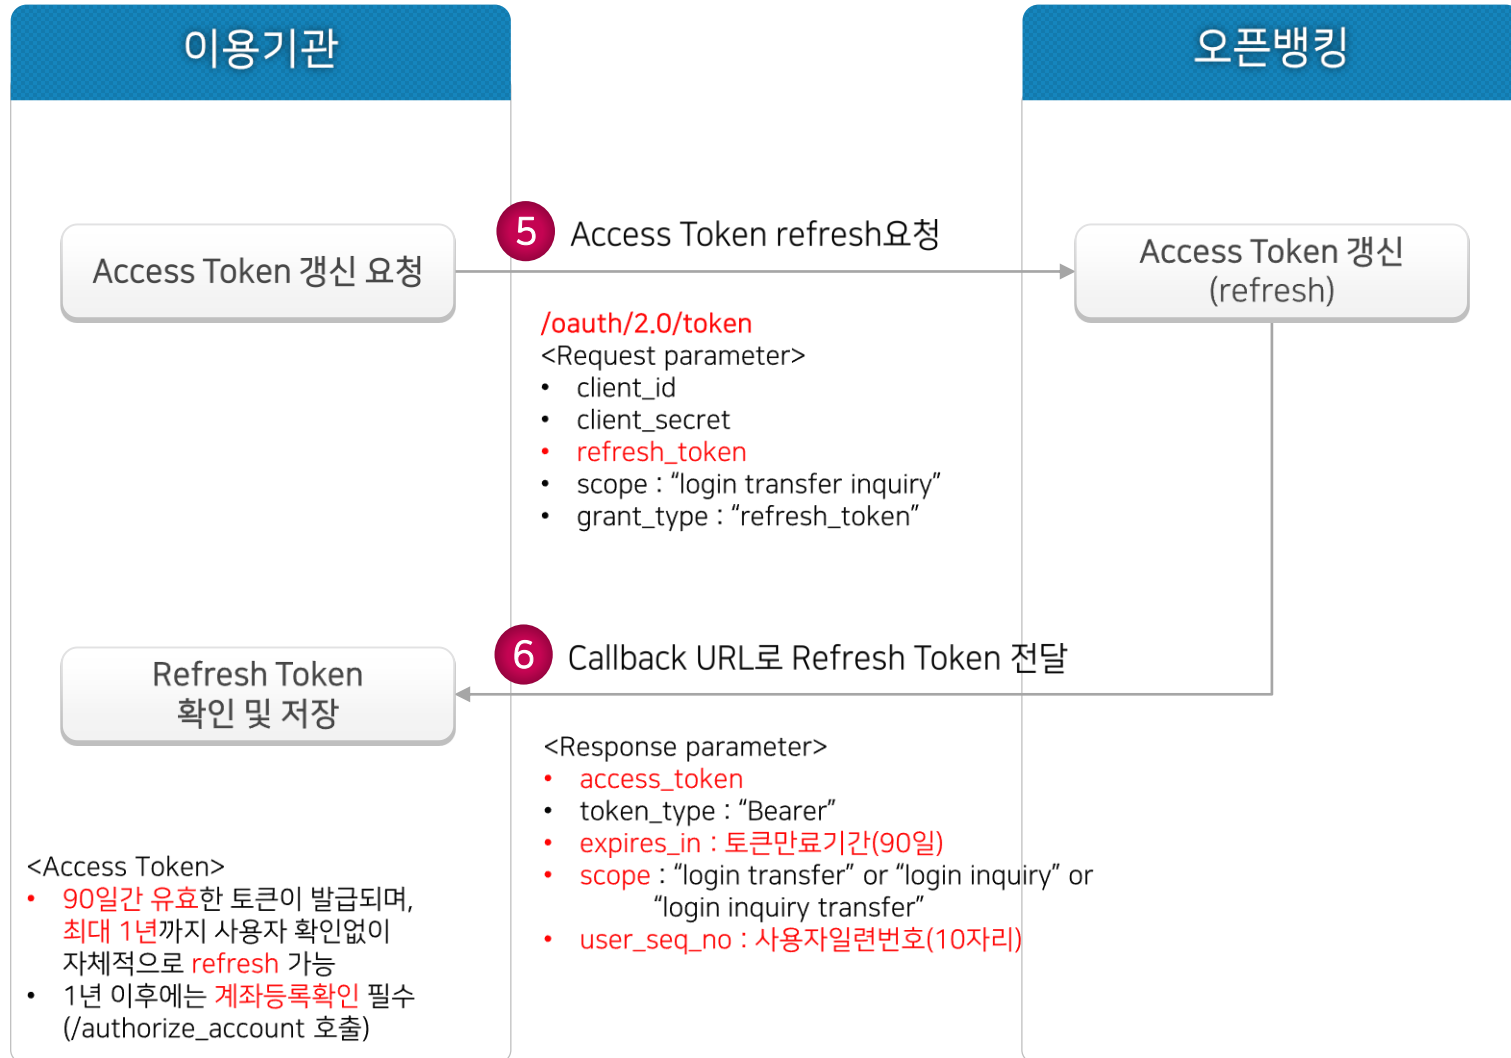 이용기관
오픈뱅킹
Access Token 갱신 요청
5 Access Token refresh요청
Access Token 갱신
(refresh)
/oauth/2.0/token
<Request parameter>
• client_id
• client_secret
• refresh_token
• scope : “login transfer inquiry”
• grant_type : “refresh_token”
6 Callback URL로 Refresh Token 전달
Refresh Token
확인 및 저장
<Response parameter>
• access_token
• token_type : “Bearer”
• expires_in : 토큰만료기간(90일)
• scope : “login transfer” or “login inquiry” or
“login inquiry transfer”
• user_seq_no : 사용자일련번호(10자리)
<Access Token>
• 90일간 유효한 토큰이 발급되며,
최대 1년까지 사용자 확인없이
자체적으로 refresh 가능
• 1년 이후에는 계좌등록확인 필수
(/authorize_account 호출)